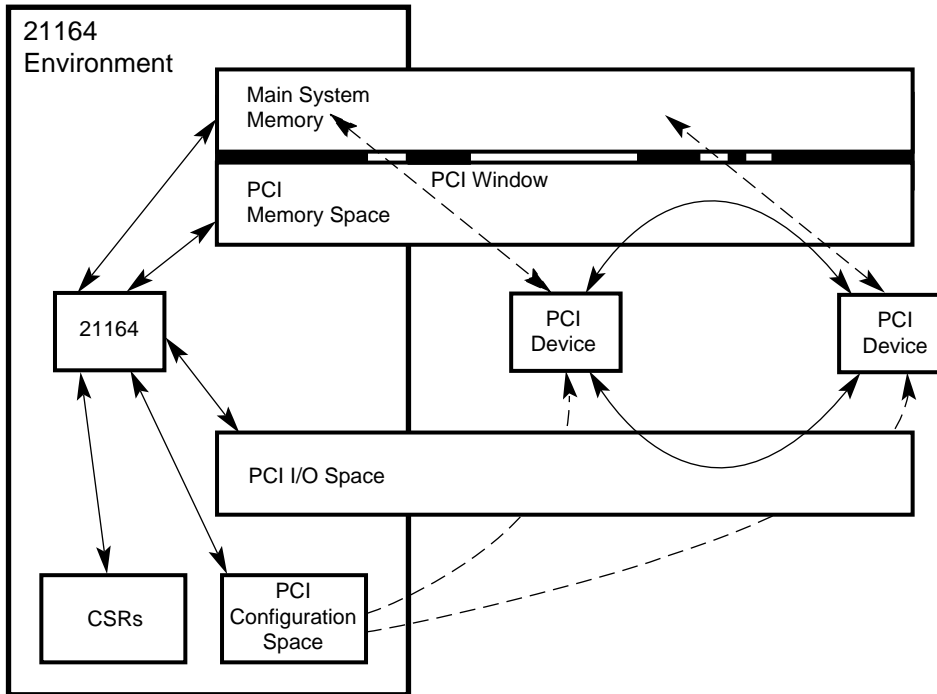 21164
Environment
Main System
Memory
PCI Window
PCI
Memory Space
21164
PCI
Device
PCI
Device
PCI I/O Space
CSRs
PCI
Configuration
Space